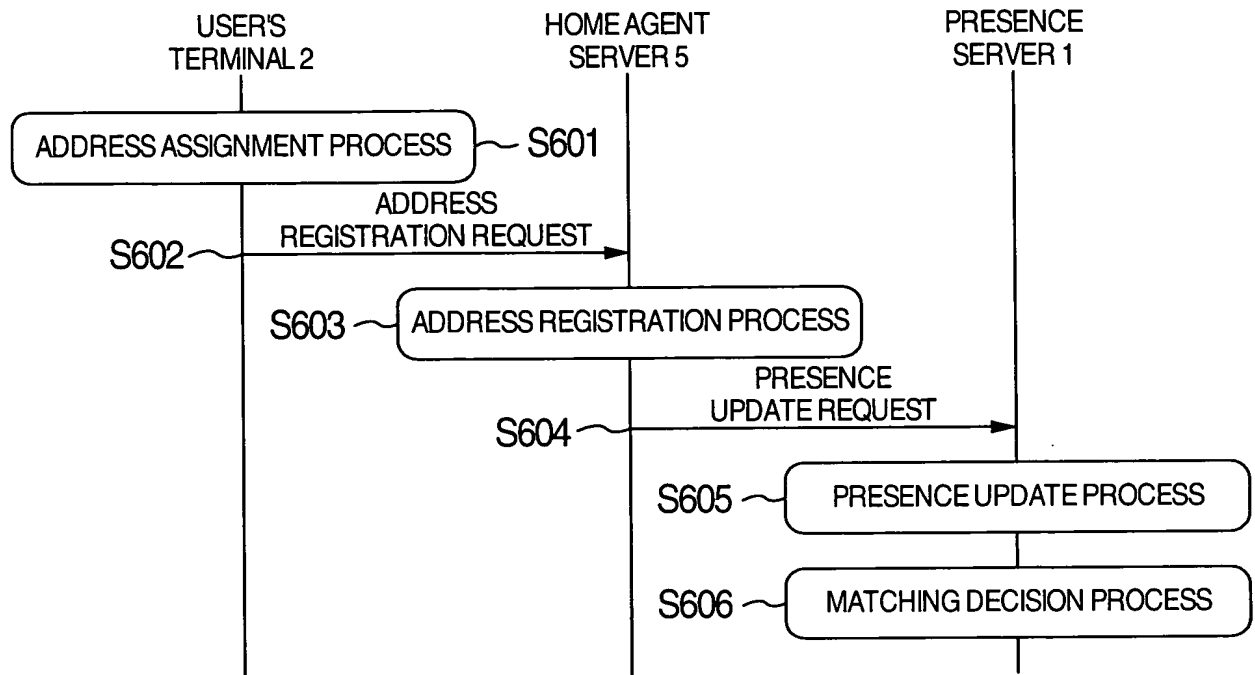 USER'S
TERMINAL 2
HOME AGENT
SERVER 5
PRESENCE
SERVER 1
ADDRESS ASSIGNMENT PROCESS
S601
ADDRESS
REGISTRATION REQUEST
S602
S603
ADDRESS REGISTRATION PROCESS
PRESENCE
UPDATE REQUEST
S604
S605
PRESENCE UPDATE PROCESS
S606
MATCHING DECISION PROCESS